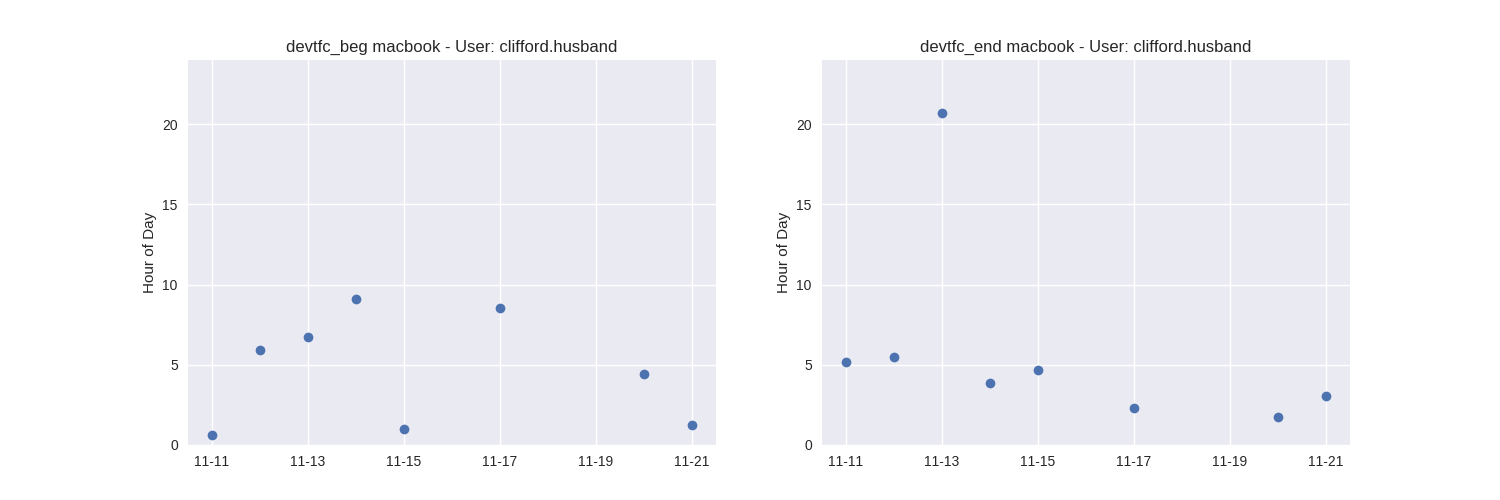 devtfc_beg macbook - User: clifford.husband
Hour of Day
20
15
10
5
0
11-11 11-13 11-15 11-17 11-19 11-21
devtfc_end macbook - User: clifford.husband
Hour of Day
20
15
10
5
0
11-11 11-13 11-15 11-17 11-19 11-21